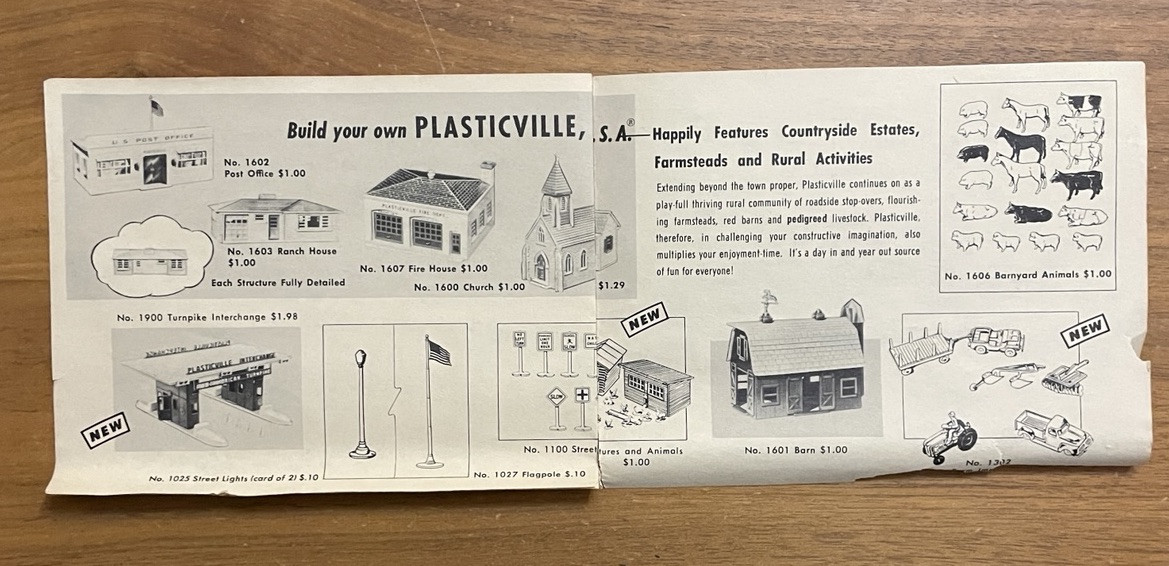 Build your own PLASTICVILLE,
U. S. POST OFFICE
No. 1602
Post Office $1.00
No. 1603 Ranch House
$1.00
Each Structure Fully Detailed
PLASTICVILLE FIRE DEPT.
No. 1607 Fire House $1.00
No. 1600 Church $1.00
No. 1900 Turnpike Interchange $1.98
PLASTICVILLE INTERCHANGE
NEW
No. 1025 Street Lights (card of 2) $.10
No. 1027 Flagpole $.10
SLOW
SLOW
No. 1100 Street
. S. A.®—Happily Features Countryside Estates,
Farmsteads and Rural Activities
Extending beyond the town proper, Plasticville continues on as a
play-full thriving rural community of roadside stop-overs, flourish-
ing farmsteads, red barns and pedigreed livestock. Plasticville,
therefore, in challenging your constructive imagination, also
multiplies your enjoyment-time. It's a day in and year out source
of fun for everyone!
$1.29
No. 1606 Barnyard Animals $1.00
NEW
tures and Animals
$1.00
No. 1601 Barn $1.00
NEW
No.